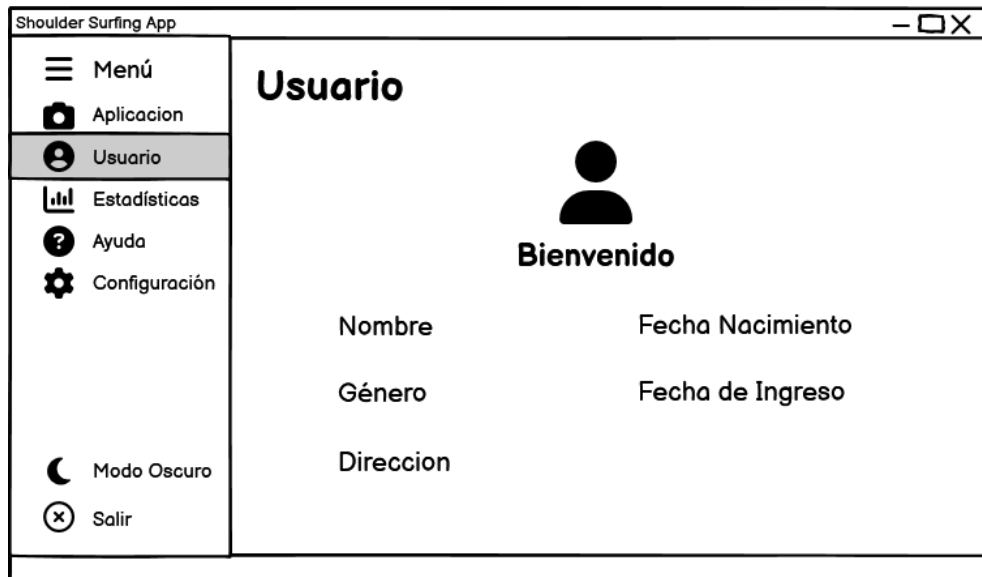 Shoulder Surfing App
Menú
Aplicacion
Usuario
Estadísticas
Ayuda
Configuración
Modo Oscuro
Salir
Usuario
Bienvenido
Nombre
Fecha Nacimiento
Género
Fecha de Ingreso
Direccion